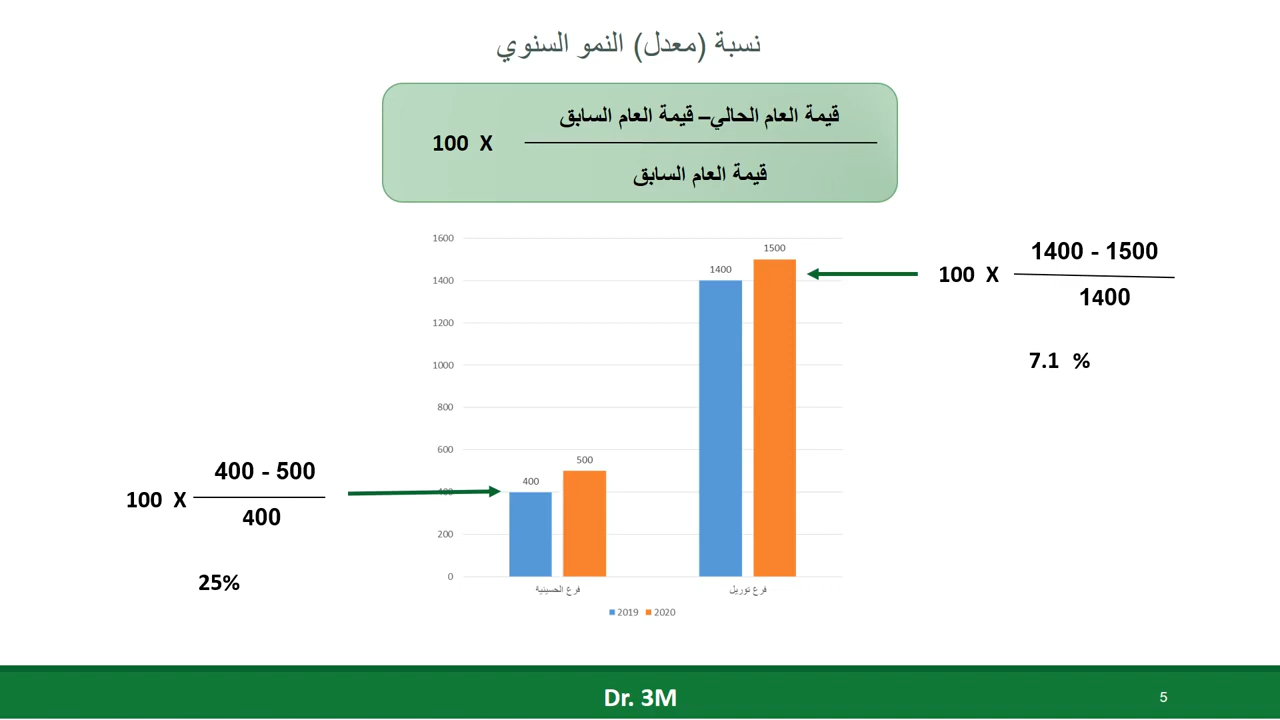 نسبة (معدل) النمو السنوي
قيمة العام الحالي– قيمة العام السابق
100 X
قيمة العام السابق
1600
1400
1200
1000
800
600
400
200
0
400
500
1400
1500
فرع الحسينية
فرع توريل
2019 2020
1400 - 1500
100 X
1400
7.1 %
400 - 500
100 X
400
25%
Dr. 3M
5